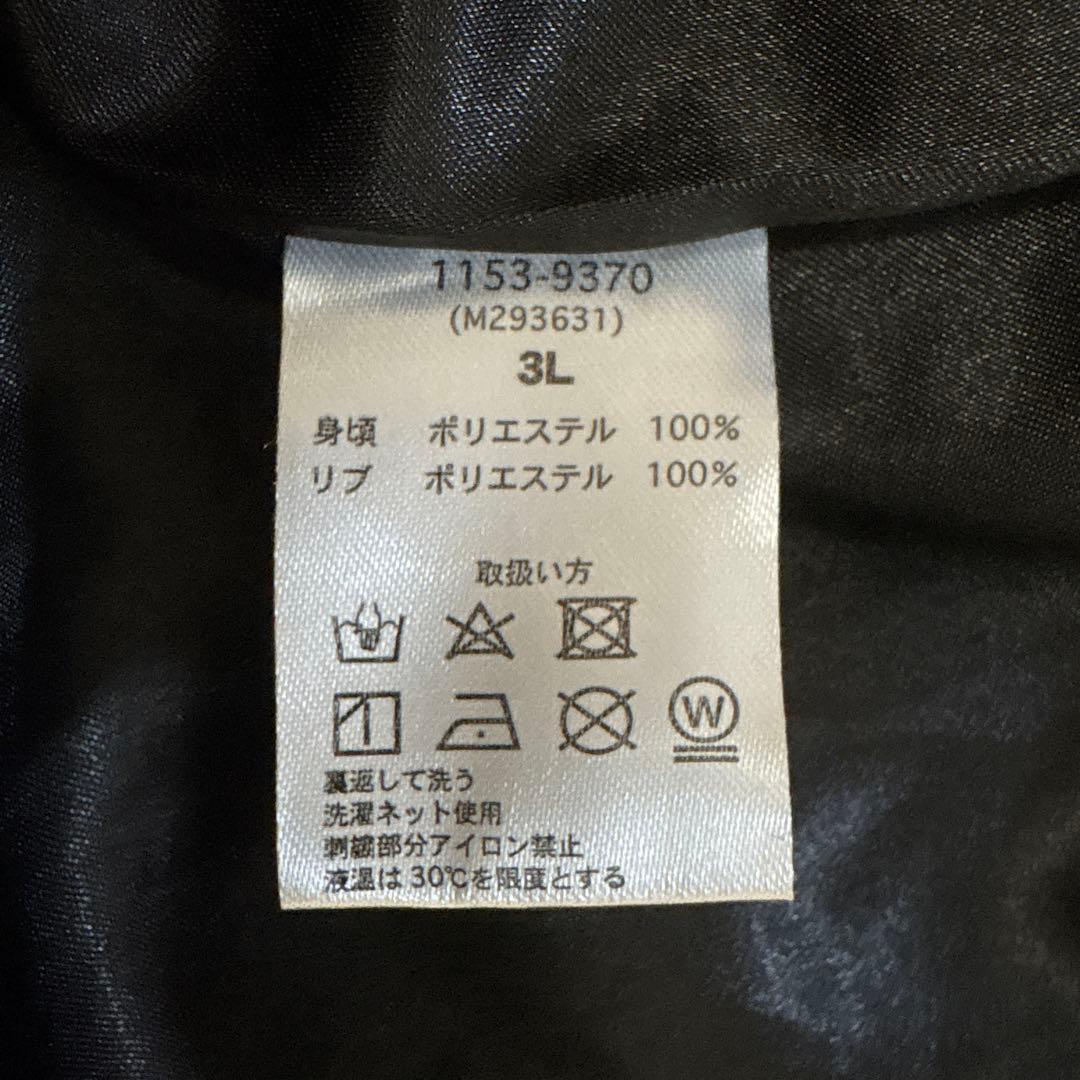 1153-9370
(M293631)
3L
身頃 ポリエステル 100%
リブ ポリエステル 100%
取扱い方
W
裏返して洗う
洗濯ネット使用
刺繍部分アイロン禁止
液温は30℃を限度とする